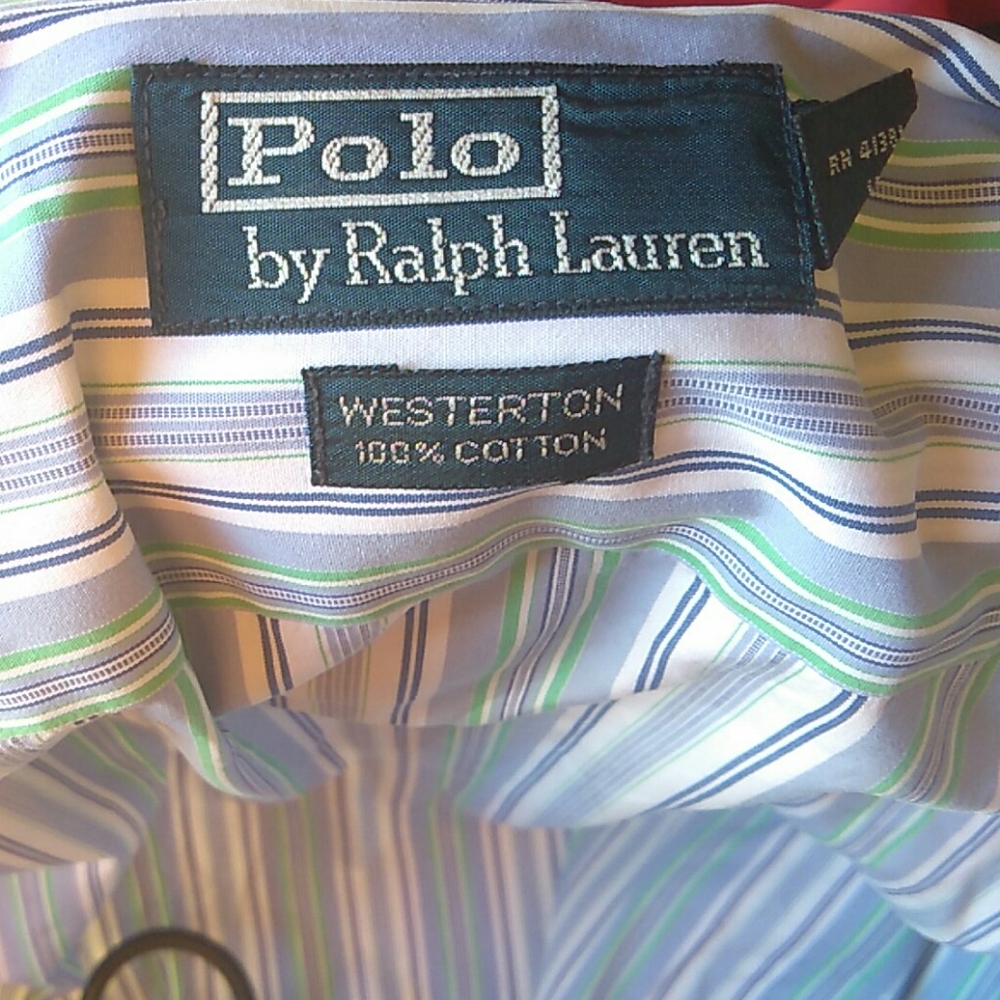 Polo
by Ralph Lauren
WESTERTON
100% COTTON